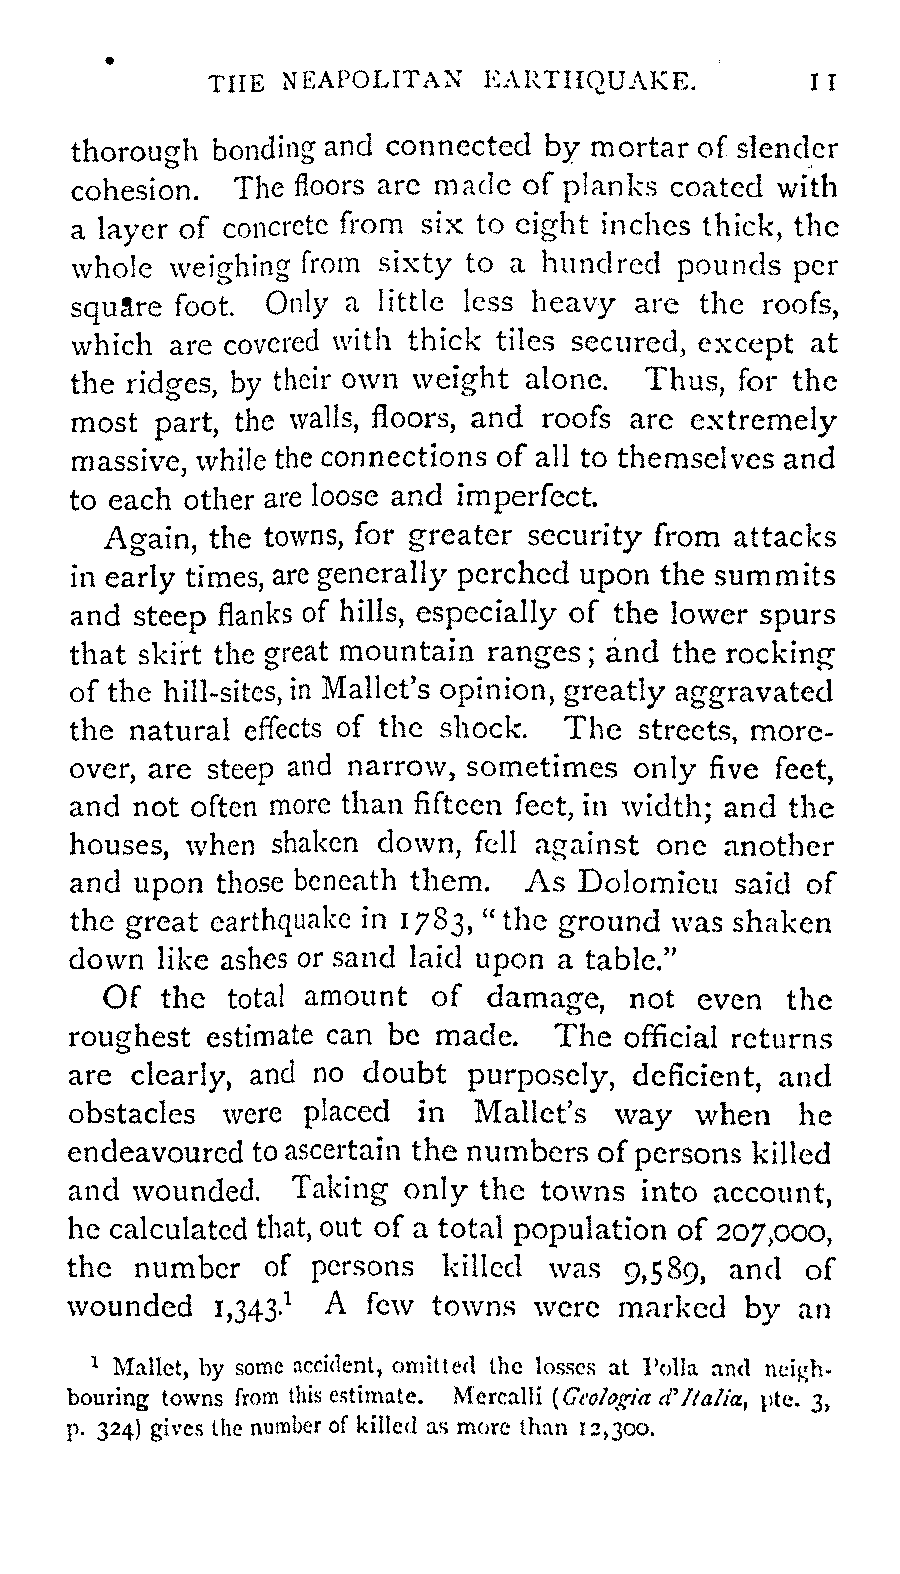 THE NEAPOLITAN EARTHQUAKE. 11
thorough bonding and connected by mortar of slender
cohesion. The floors are made of planks coated with
a layer of concrete from six to eight inches thick, the
whole weighing from sixty to a hundred pounds per
square foot. Only a little less heavy are the roofs,
which are covered with thick tiles secured, except at
the ridges, by their own weight alone. Thus, for the
most part, the walls, floors, and roofs are extremely
massive, while the connections of all to themselves and
to each other are loose and imperfect.
Again, the towns, for greater security from attacks
in early times, are generally perched upon the summits
and steep flanks of hills, especially of the lower spurs
that skirt the great mountain ranges; and the rocking
of the hill-sites, in Mallet's opinion, greatly aggravated
the natural effects of the shock. The streets, more-
over, are steep and narrow, sometimes only five feet,
and not often more than fifteen feet, in width; and the
houses, when shaken down, fell against one another
and upon those beneath them. As Dolomieu said of
the great earthquake in 1783, "the ground was shaken
down like ashes or sand laid upon a table."
Of the total amount of damage, not even the
roughest estimate can be made. The official returns
are clearly, and no doubt purposely, deficient, and
obstacles were placed in Mallet's way when he
endeavoured to ascertain the numbers of persons killed
and wounded. Taking only the towns into account,
he calculated that, out of a total population of 207,000,
the number of persons killed was 9,589, and of
wounded 1,343.¹ A few towns were marked by an
¹ Mallet, by some accident, omitted the losses at Polla and neigh-
bouring towns from this estimate. Mercalli (Geologia d'Italia, pte. 3,
p. 324) gives the number of killed as more than 12,300.